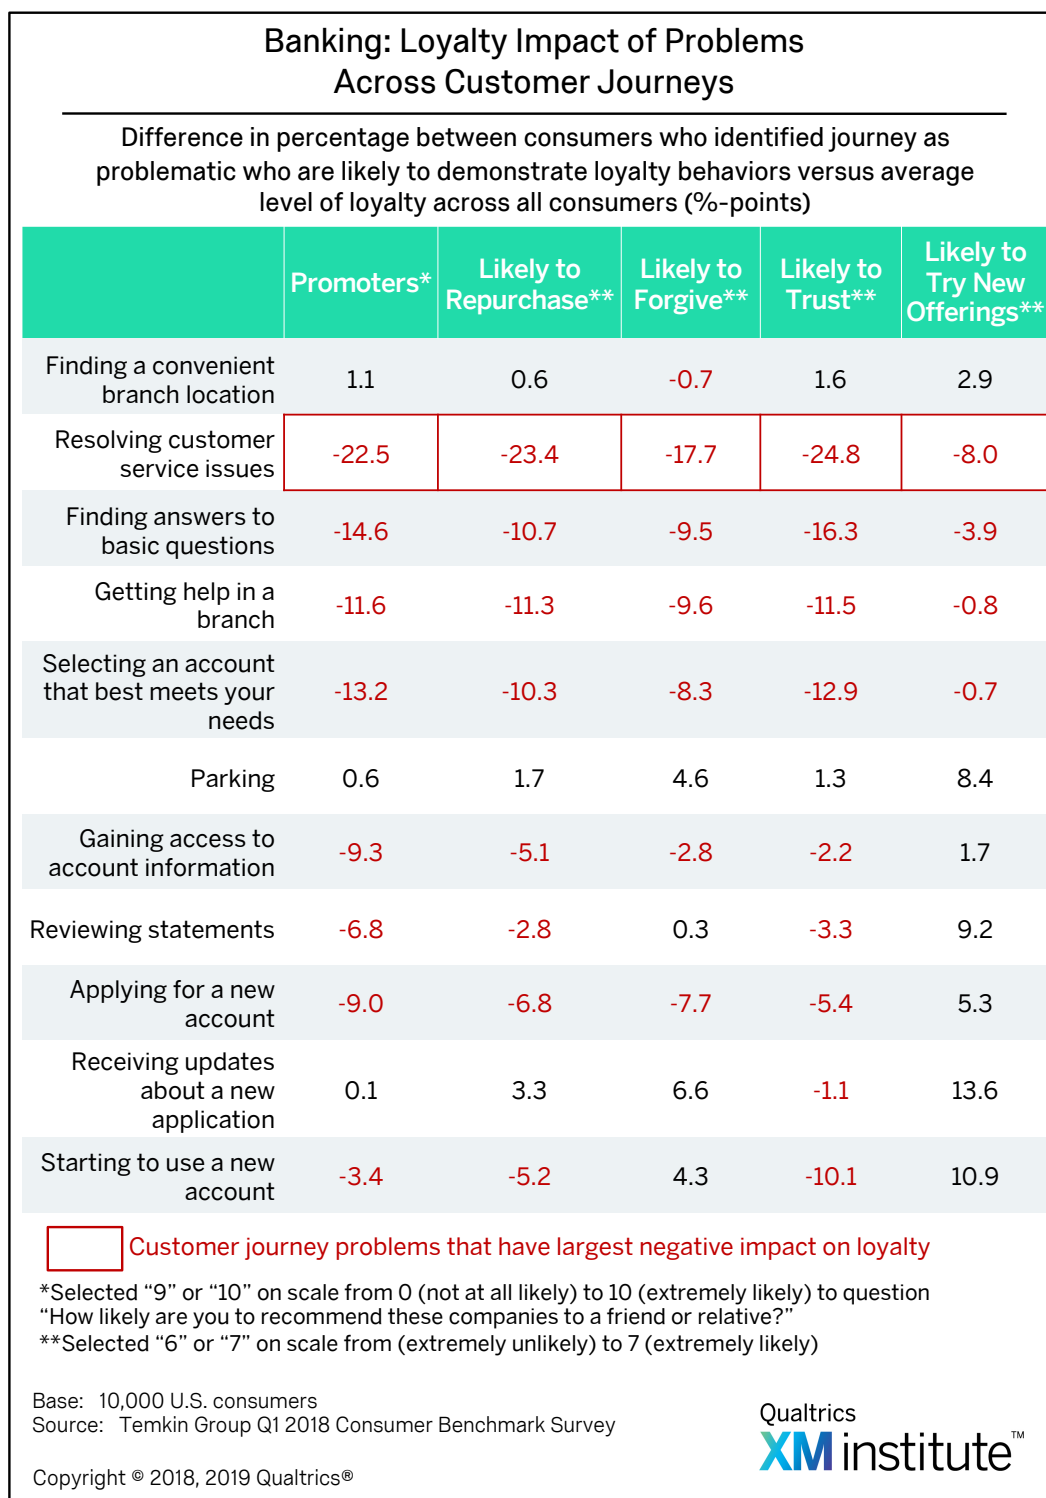 Banking: Loyalty Impact of Problems
Across Customer Journeys
Difference in percentage between consumers who identified journey as
problematic who are likely to demonstrate loyalty behaviors versus average
level of loyalty across all consumers (%-points)
Promoters* Likely to Repurchase** Likely to Forgive** Likely to Trust** Likely to Try New Offerings**
Finding a convenient branch location 1.1 0.6 -0.7 1.6 2.9
Resolving customer service issues -22.5 -23.4 -17.7 -24.8 -8.0
Finding answers to basic questions -14.6 -10.7 -9.5 -16.3 -3.9
Getting help in a branch -11.6 -11.3 -9.6 -11.5 -0.8
Selecting an account that best meets your needs -13.2 -10.3 -8.3 -12.9 -0.7
Parking 0.6 1.7 4.6 1.3 8.4
Gaining access to account information -9.3 -5.1 -2.8 -2.2 1.7
Reviewing statements -6.8 -2.8 0.3 -3.3 9.2
Applying for a new account -9.0 -6.8 -7.7 -5.4 5.3
Receiving updates about a new application 0.1 3.3 6.6 -1.1 13.6
Starting to use a new account -3.4 -5.2 4.3 -10.1 10.9
Customer journey problems that have largest negative impact on loyalty
*Selected “9” or “10” on scale from 0 (not at all likely) to 10 (extremely likely) to question
“How likely are you to recommend these companies to a friend or relative?”
**Selected “6” or “7” on scale from (extremely unlikely) to 7 (extremely likely)
Base: 10,000 U.S. consumers
Source: Temkin Group Q1 2018 Consumer Benchmark Survey
Copyright © 2018, 2019 Qualtrics®
Qualtrics
XM institute™